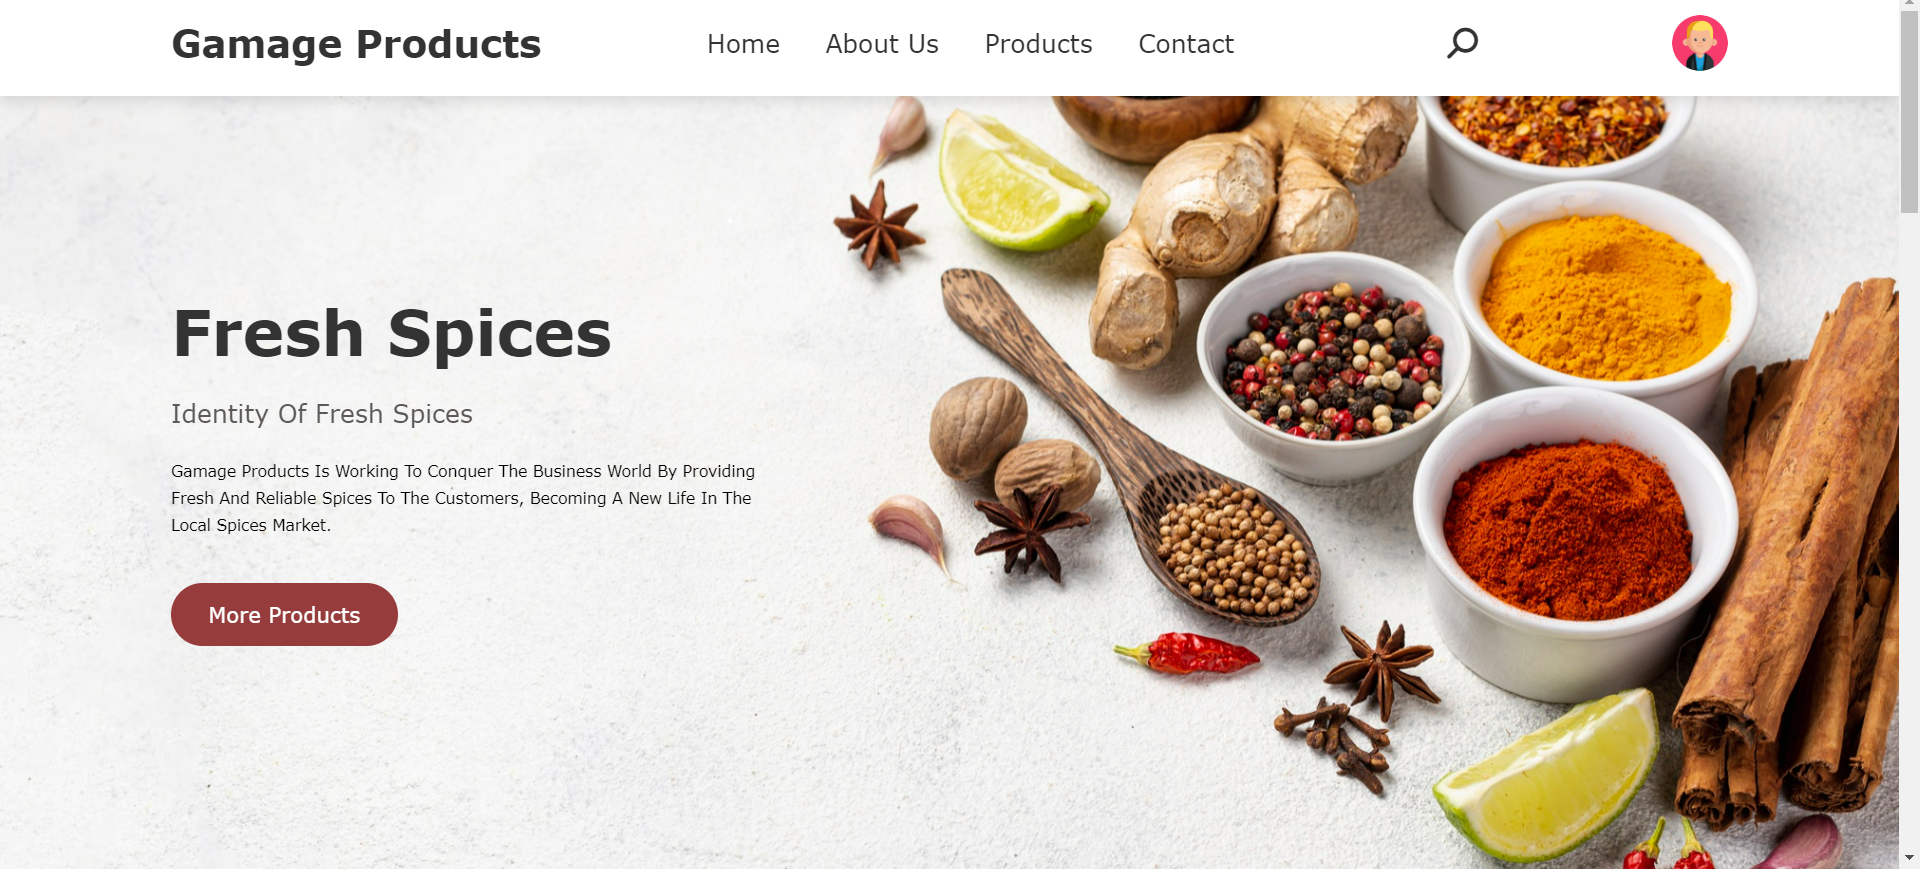 Gamage Products
Home
About Us
Products
Contact
Fresh Spices
Identity Of Fresh Spices
Gamage Products Is Working To Conquer The Business World By Providing
Fresh And Reliable Spices To The Customers, Becoming A New Life In The
Local Spices Market.
More Products